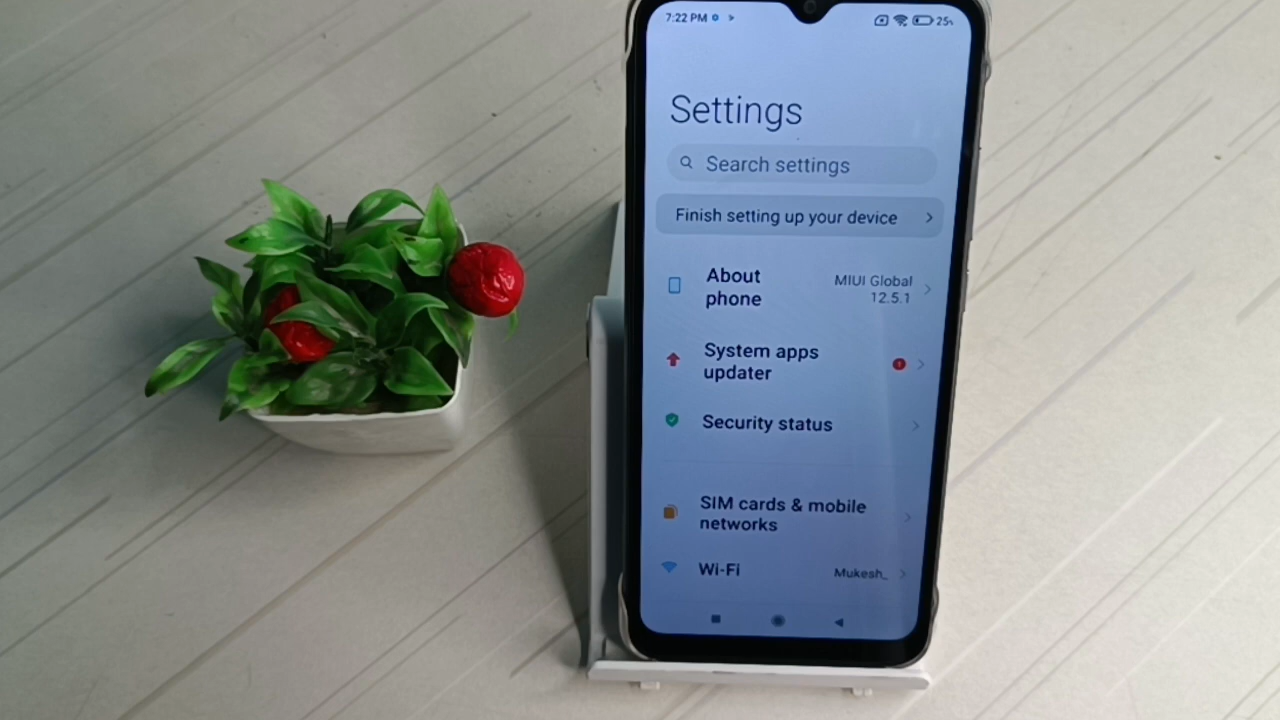 7:22 PM
25%
Settings
Search settings
Finish setting up your device
About
phone
MIUI Global
12.5.1
System apps
updater
Security status
SIM cards & mobile
networks
Wi-Fi
Mukesh_